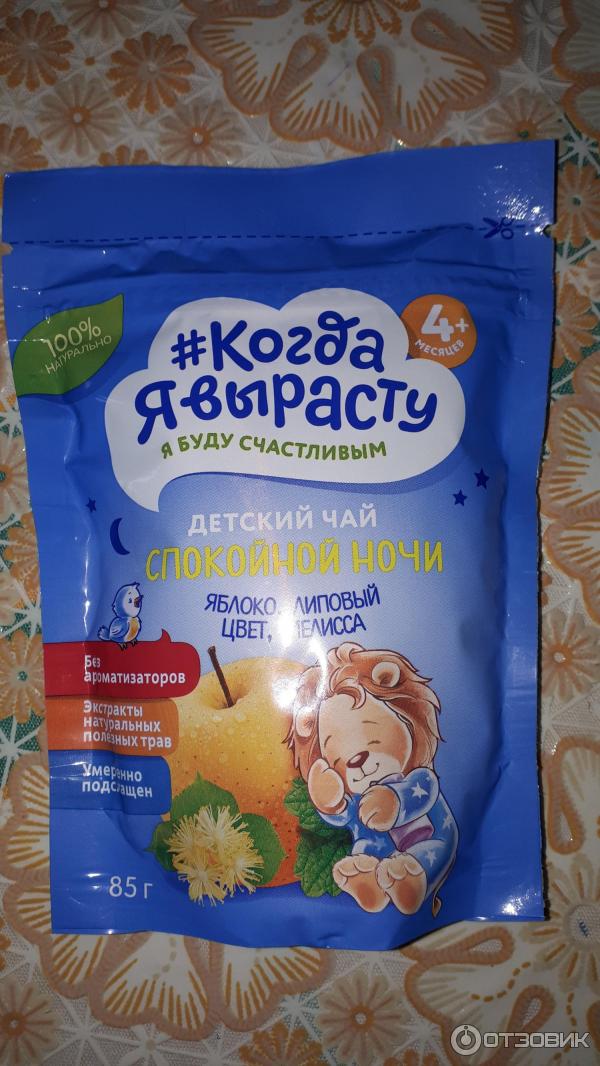 100%
НАТУРАЛЬНО
#Когда
Я вырасту
Я БУДУ СЧАСТЛИВЫМ
4+
МЕСЯЦЕВ
ДЕТСКИЙ ЧАЙ
СПОКОЙНОЙ НОЧИ
ЯБЛОКО, ЛИПОВЫЙ
ЦВЕТ, МЕЛИССА
Без
ароматизаторов
Экстракты
натуральных
полезных трав
Умеренно
подслащен
85 г
ОТЗОВИК